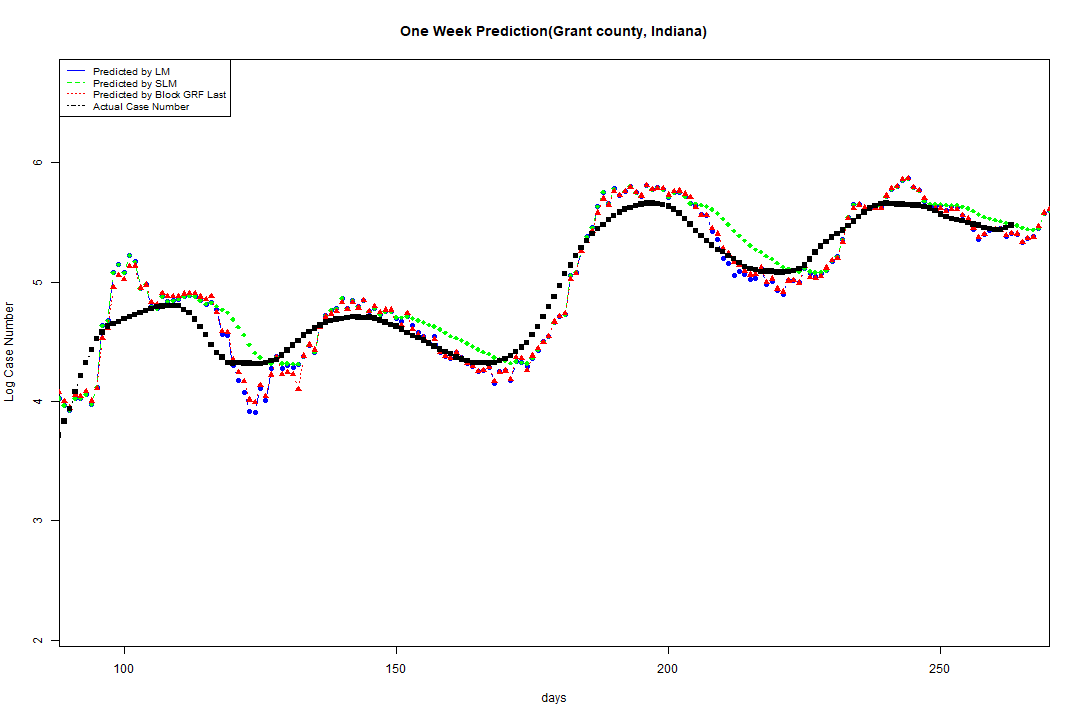 One Week Prediction(Grant county, Indiana)
Predicted by LM
Predicted by SLM
Predicted by Block GRF Last
Actual Case Number
Log Case Number
6
5
4
3
2
100 150 200 250
days